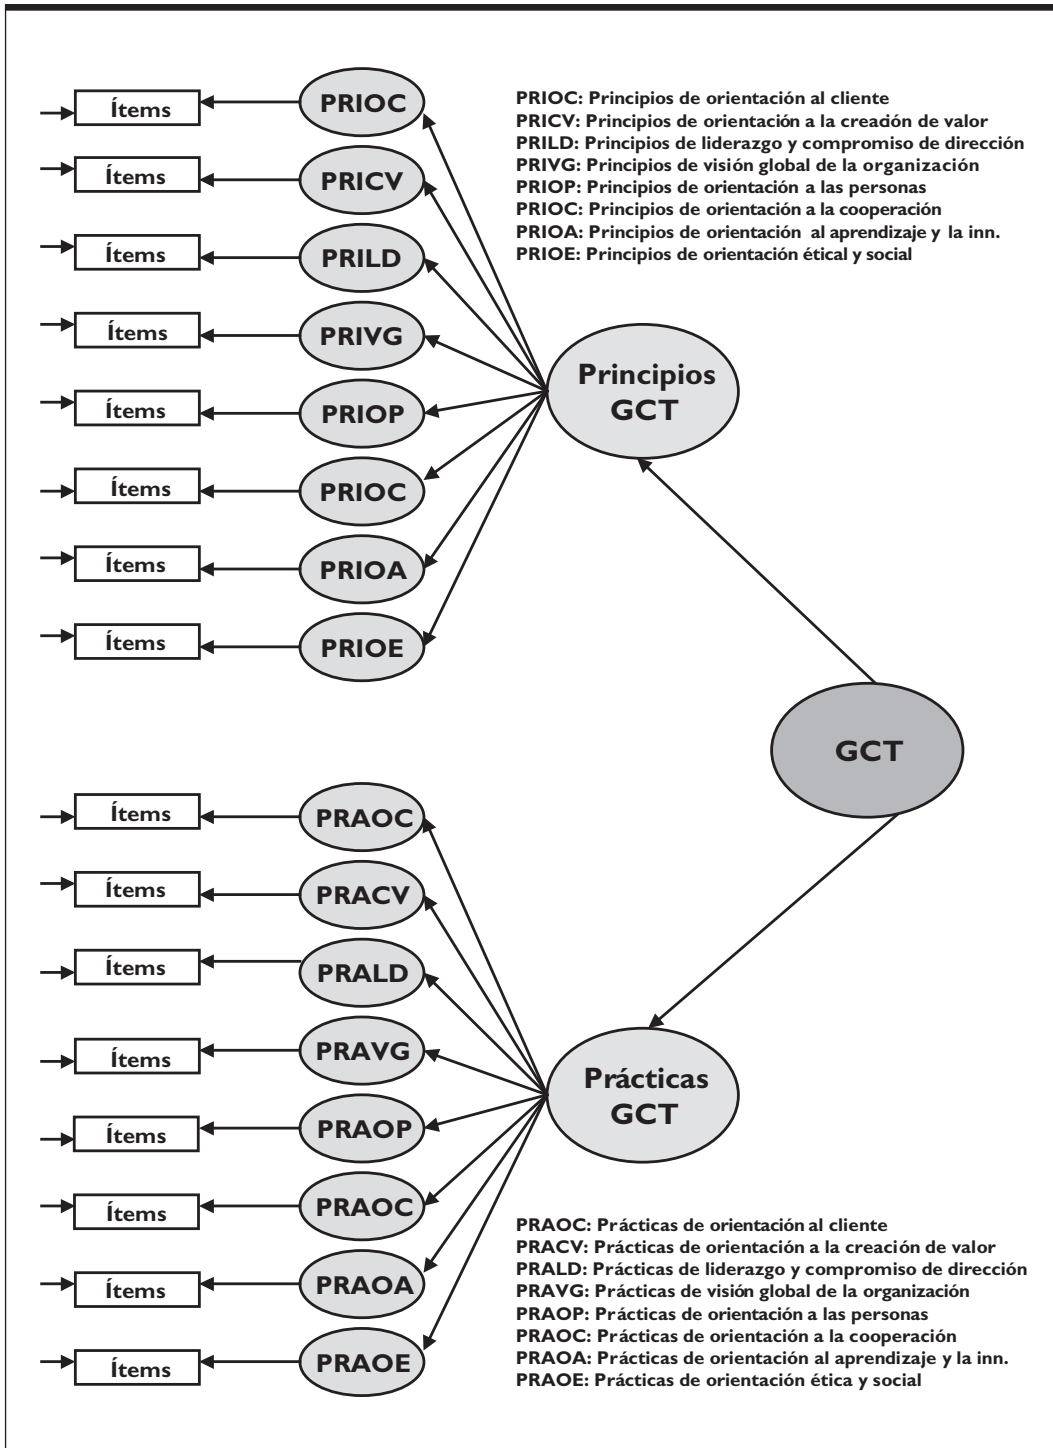 Ítems
PRIOC
PRIOC: Principios de orientación al cliente
PRICV: Principios de orientación a la creación de valor
PRILD: Principios de liderazgo y compromiso de dirección
PRIVG: Principios de visión global de la organización
PRIOP: Principios de orientación a las personas
PRIOC: Principios de orientación a la cooperación
PRIOA: Principios de orientación al aprendizaje y la inn.
PRIOE: Principios de orientación étical y social
Ítems
PRICV
Ítems
PRILD
Ítems
PRIVG
Ítems
PRIOP
Ítems
PRIOC
Ítems
PRIOA
Ítems
PRIOE
Principios
GCT
GCT
Ítems
PRAOC
Ítems
PRACV
Ítems
PRALD
Ítems
PRAVG
Ítems
PRAOP
Ítems
PRAOC
Ítems
PRAOA
Ítems
PRAOE
Prácticas
GCT
PRAOC: Prácticas de orientación al cliente
PRACV: Prácticas de orientación a la creación de valor
PRALD: Prácticas de liderazgo y compromiso de dirección
PRAVG: Prácticas de visión global de la organización
PRAOP: Prácticas de orientación a las personas
PRAOC: Prácticas de orientación a la cooperación
PRAOA: Prácticas de orientación al aprendizaje y la inn.
PRAOE: Prácticas de orientación ética y social